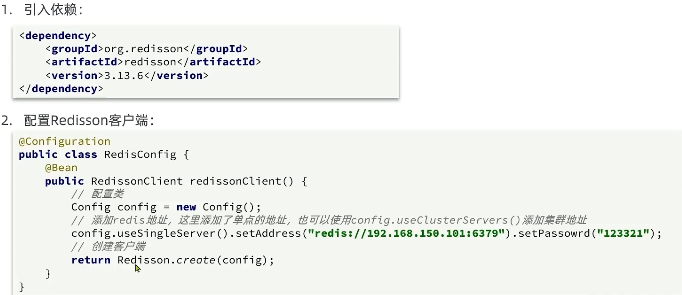 1. 引入依赖：
<dependency>
<groupId>org.redisson</groupId>
<artifactId>redisson</artifactId>
<version>3.13.6</version>
</dependency>
2. 配置Redisson客户端：
@Configuration
public class RedisConfig {
@Bean
public RedissonClient redissonClient() {
// 配置类
Config config = new Config();
// 添加redis地址，这里添加了单点的地址，也可以使用config.useClusterServers()添加集群地址
config.useSingleServer().setAddress("redis://192.168.150.101:6379").setPassowrd("123321");
// 创建客户端
return Redisson.create(config);
}
}